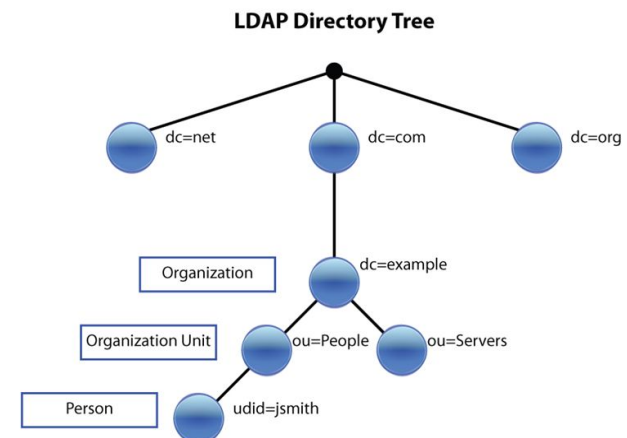 LDAP Directory Tree
dc=net
dc=com
dc=org
dc=example
Organization
Organization Unit
ou=People
ou=Servers
Person
udid=jsmith